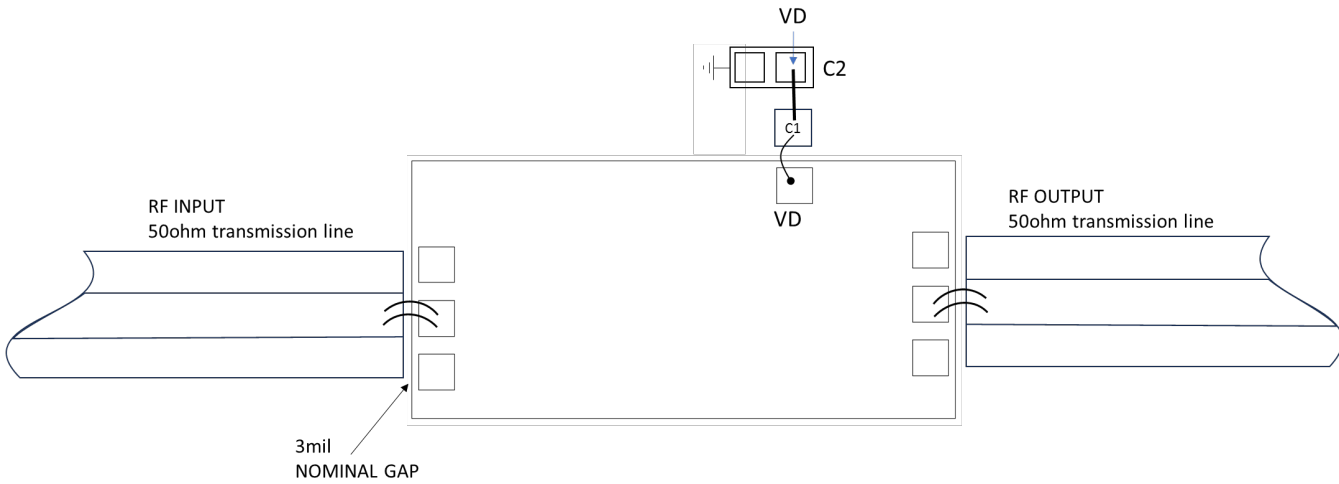 VD
C2
C1
VD
RF INPUT
50ohm transmission line
RF OUTPUT
50ohm transmission line
3mil
NOMINAL GAP